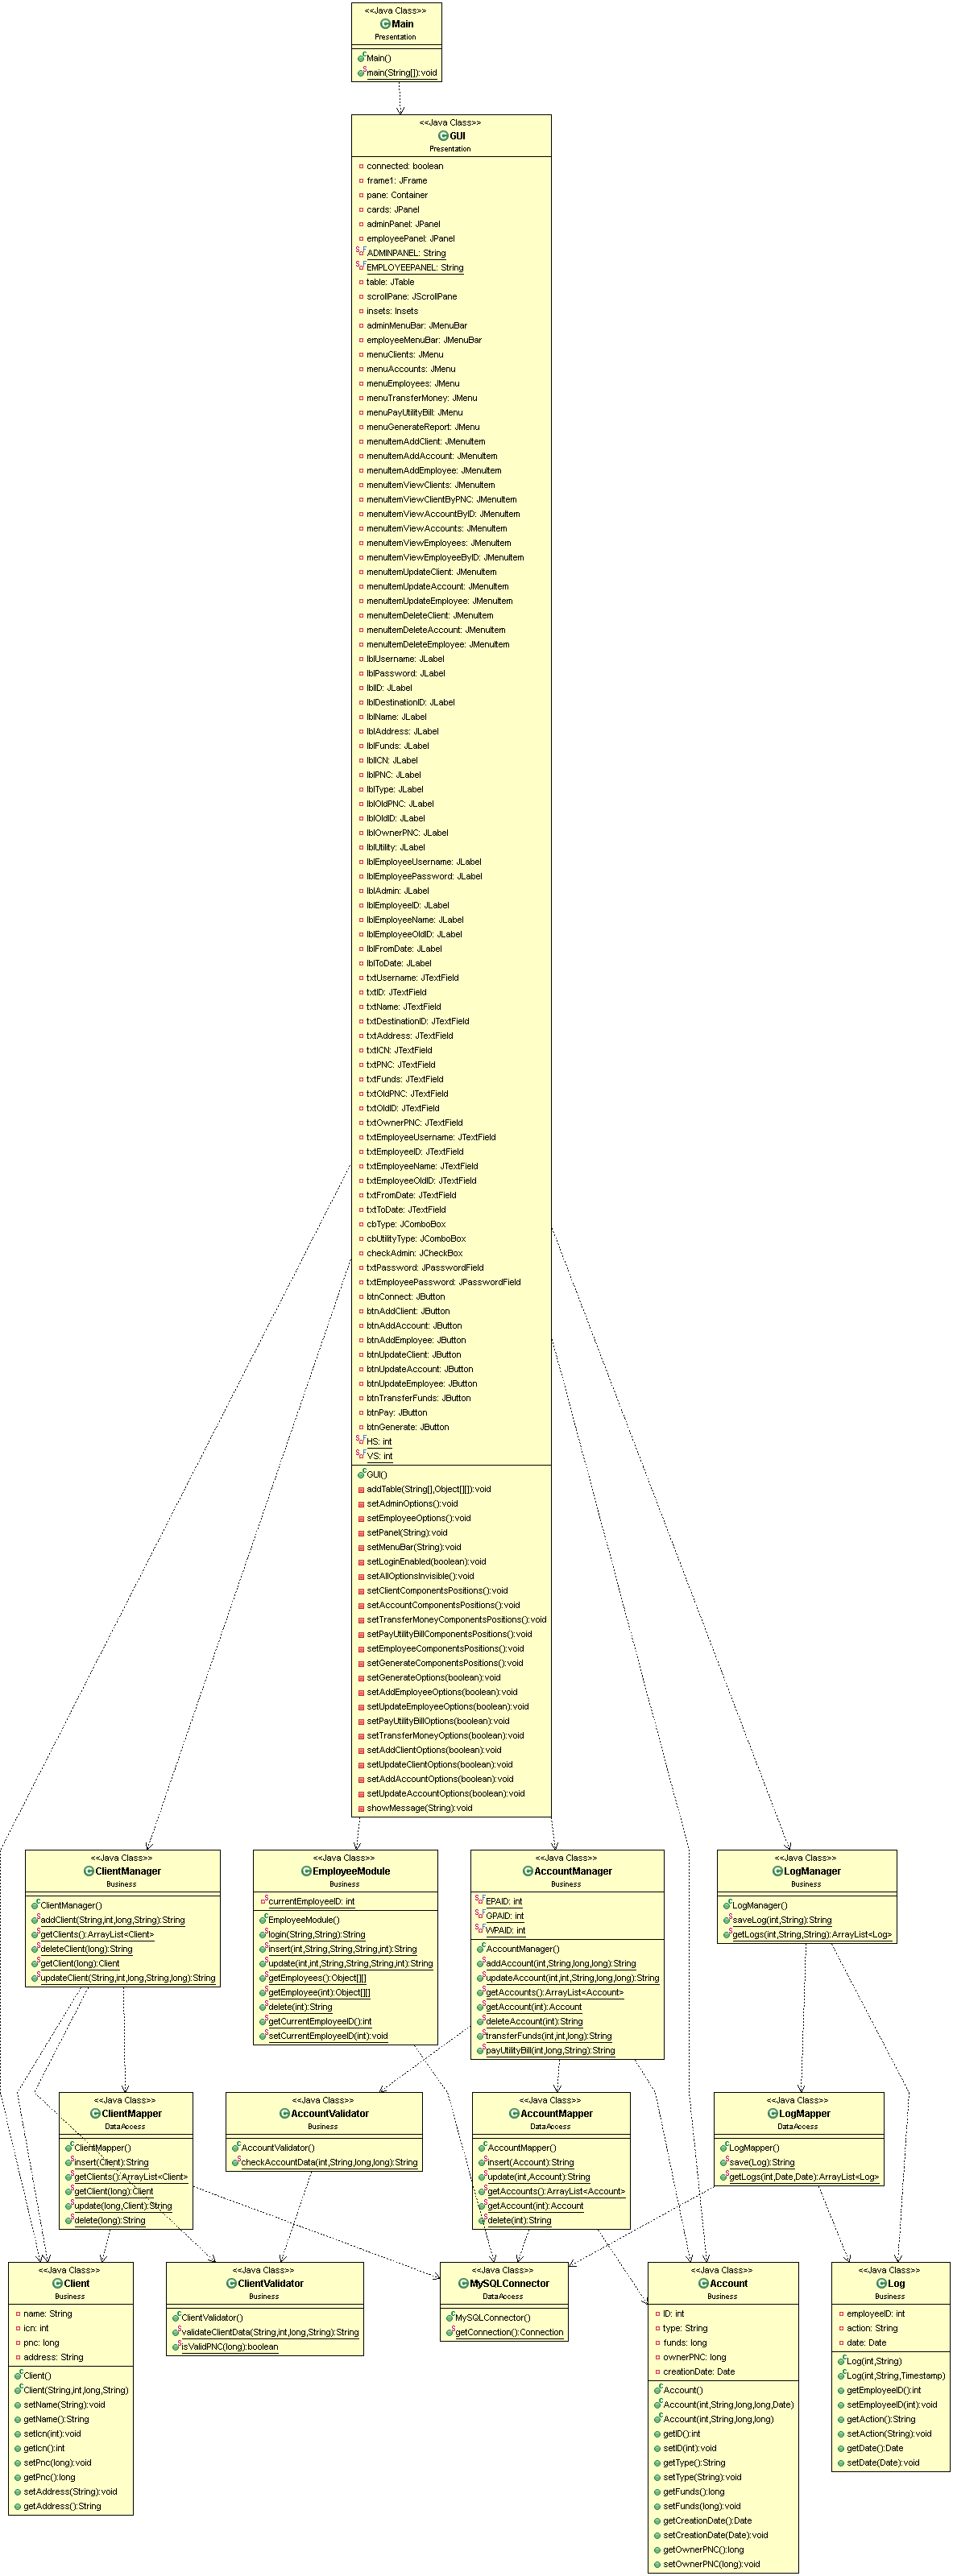 <<Java Class>>
Main
Presentation
Main()
main(String[]):void
<<Java Class>>
GUI
Presentation
connected: boolean
frame1: JFrame
pane: Container
cards: JPanel
adminPanel: JPanel
employeePanel: JPanel
ADMINPANEL: String
EMPLOYEEPANEL: String
table: JTable
scrollPane: JScrollPane
insets: Insets
adminMenuBar: JMenuBar
employeeMenuBar: JMenuBar
menuClients: JMenu
menuAccounts: JMenu
menuEmployees: JMenu
menuTransferMoney: JMenu
menuPayUtilityBill: JMenu
menuGenerateReport: JMenu
menuItemAddClient: JMenuItem
menuItemAddAccount: JMenuItem
menuItemAddEmployee: JMenuItem
menuItemViewClients: JMenuItem
menuItemViewClientByPNC: JMenuItem
menuItemViewAccountByID: JMenuItem
menuItemViewAccounts: JMenuItem
menuItemViewEmployees: JMenuItem
menuItemViewEmployeeByID: JMenuItem
menuItemUpdateClient: JMenuItem
menuItemUpdateAccount: JMenuItem
menuItemUpdateEmployee: JMenuItem
menuItemDeleteClient: JMenuItem
menuItemDeleteAccount: JMenuItem
menuItemDeleteEmployee: JMenuItem
lblUsername: JLabel
lblPassword: JLabel
lblID: JLabel
lblDestinationID: JLabel
lblName: JLabel
lblAddress: JLabel
lblFunds: JLabel
lblICN: JLabel
lblPNC: JLabel
lblType: JLabel
lblOldPNC: JLabel
lblOldID: JLabel
lblOwnerPNC: JLabel
lblUtility: JLabel
lblEmployeeUsername: JLabel
lblEmployeePassword: JLabel
lblAdmin: JLabel
lblEmployeeID: JLabel
lblEmployeeName: JLabel
lblEmployeeOldID: JLabel
lblFromDate: JLabel
lblToDate: JLabel
txtUsername: JTextField
txtID: JTextField
txtName: JTextField
txtDestinationID: JTextField
txtAddress: JTextField
txtICN: JTextField
txtPNC: JTextField
txtFunds: JTextField
txtOldPNC: JTextField
txtOldID: JTextField
txtOwnerPNC: JTextField
txtEmployeeUsername: JTextField
txtEmployeeID: JTextField
txtEmployeeName: JTextField
txtEmployeeOldID: JTextField
txtFromDate: JTextField
txtToDate: JTextField
cbType: JComboBox
cbUtilityType: JComboBox
checkAdmin: JCheckBox
txtPassword: JPasswordField
txtEmployeePassword: JPasswordField
btnConnect: JButton
btnAddClient: JButton
btnAddAccount: JButton
btnAddEmployee: JButton
btnUpdateClient: JButton
btnUpdateAccount: JButton
btnUpdateEmployee: JButton
btnTransferFunds: JButton
btnPay: JButton
btnGenerate: JButton
HS: int
VS: int
GUI()
addTable(String[],Object[][]):void
setAdminOptions():void
setEmployeeOptions():void
setPanel(String):void
setMenuBar(String):void
setLoginEnabled(boolean):void
setAllOptionsInvisible():void
setClientComponentsPositions():void
setAccountComponentsPositions():void
setTransferMoneyComponentsPositions():void
setPayUtilityBillComponentsPositions():void
setEmployeeComponentsPositions():void
setGenerateComponentsPositions():void
setGenerateOptions(boolean):void
setAddEmployeeOptions(boolean):void
setUpdateEmployeeOptions(boolean):void
setPayUtilityBillOptions(boolean):void
setTransferMoneyOptions(boolean):void
setAddClientOptions(boolean):void
setUpdateClientOptions(boolean):void
setAddAccountOptions(boolean):void
setUpdateAccountOptions(boolean):void
showMessage(String):void
<<Java Class>>
ClientManager
Business
ClientManager()
addClient(String,int,long,String):String
getClients():ArrayList<Client>
deleteClient(long):String
getClient(long):Client
updateClient(String,int,long,String,long):String
<<Java Class>>
EmployeeModule
Business
currentEmployeeID: int
EmployeeModule()
login(String,String):String
insert(int,String,String,String,int):String
update(int,int,String,String,String,int):String
getEmployees():Object[][]
getEmployee(int):Object[][]
delete(int):String
getCurrentEmployeeID():int
setCurrentEmployeeID(int):void
<<Java Class>>
AccountManager
Business
EPAID: int
GPAID: int
WPAID: int
AccountManager()
addAccount(int,String,long,long):String
updateAccount(int,int,String,long,long):String
getAccounts():ArrayList<Account>
getAccount(int):Account
deleteAccount(int):String
transferFunds(int,int,long):String
payUtilityBill(int,long,String):String
<<Java Class>>
LogManager
Business
LogManager()
saveLog(int,String):String
getLogs(int,String,String):ArrayList<Log>
<<Java Class>>
ClientMapper
DataAccess
ClientMapper()
insert(Client):String
getClients():ArrayList<Client>
getClient(long):Client
update(long,Client):String
delete(long):String
<<Java Class>>
AccountValidator
Business
AccountValidator()
checkAccountData(int,String,long,long):String
<<Java Class>>
AccountMapper
DataAccess
AccountMapper()
insert(Account):String
update(int,Account):String
getAccounts():ArrayList<Account>
getAccount(int):Account
delete(int):String
<<Java Class>>
LogMapper
DataAccess
LogMapper()
save(Log):String
getLogs(int,Date,Date):ArrayList<Log>
<<Java Class>>
Client
Business
name: String
icn: int
pnc: long
address: String
Client()
Client(String,int,long,String)
setName(String):void
getName():String
setIcn(int):void
getIcn():int
setPnc(long):void
getPnc():long
setAddress(String):void
getAddress():String
<<Java Class>>
ClientValidator
Business
ClientValidator()
validateClientData(String,int,long,String):String
isValidPNC(long):boolean
<<Java Class>>
MySQLConnector
DataAccess
MySQLConnector()
getConnection():Connection
<<Java Class>>
Account
Business
ID: int
type: String
funds: long
ownerPNC: long
creationDate: Date
Account()
Account(int,String,long,long,Date)
Account(int,String,long,long)
getID():int
setID(int):void
getType():String
setType(String):void
getFunds():long
setFunds(long):void
getCreationDate():Date
setCreationDate(Date):void
getOwnerPNC():long
setOwnerPNC(long):void
<<Java Class>>
Log
Business
employeeID: int
action: String
date: Date
Log(int,String)
Log(int,String,Timestamp)
getEmployeeID():int
setEmployeeID(int):void
getAction():String
setAction(String):void
getDate():Date
setDate(Date):void